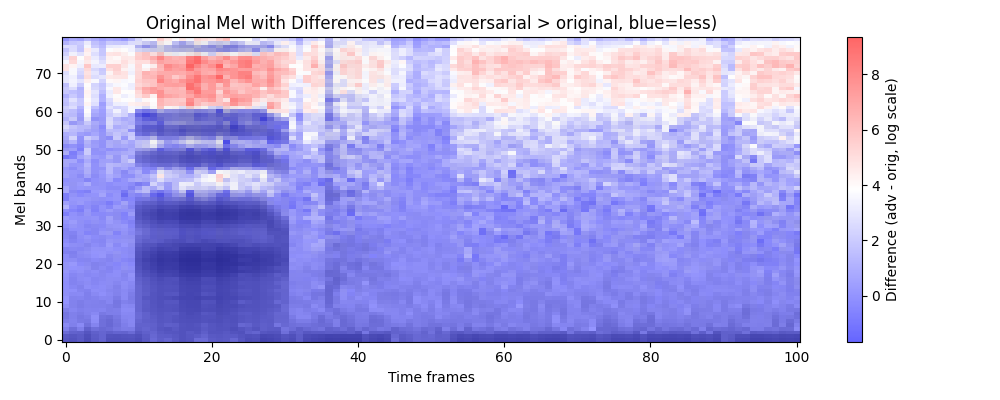 Original Mel with Differences (red=adversarial > original, blue=less)
Mel bands
70
60
50
40
30
20
10
0
0 20 40 60 80 100
Time frames
8
6
4
2
0
Difference (adv - orig, log scale)